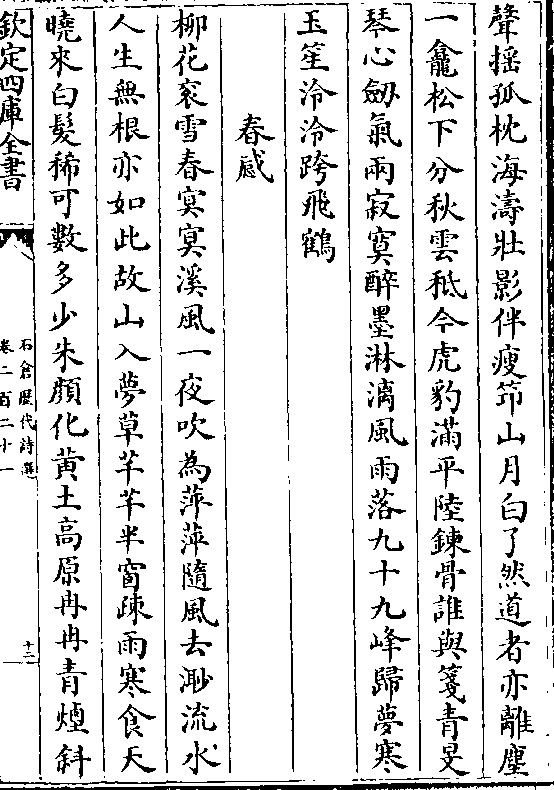 聲揺孤枕海濤壯影伴瘦笻山月白了然道者亦離塵
一龕松下分秋雲秪今虎豹滿平陸鍊骨誰與箋青旻
琴心劒氣兩寂寞醉墨淋漓風雨落九十九峰歸夢寒
玉笙泠泠跨飛鶴
春感
柳花衮雪春㝠㝠溪風一夜吹為萍萍隨風去渺流水
人生無根亦如此故山入夢草芊芊半窗疎雨寒食天
曉來白髪稀可數多少朱顔化黄土高原冉冉青煙斜
欽定四庫全書
石倉歴代詩選
卷二百二十一
十二